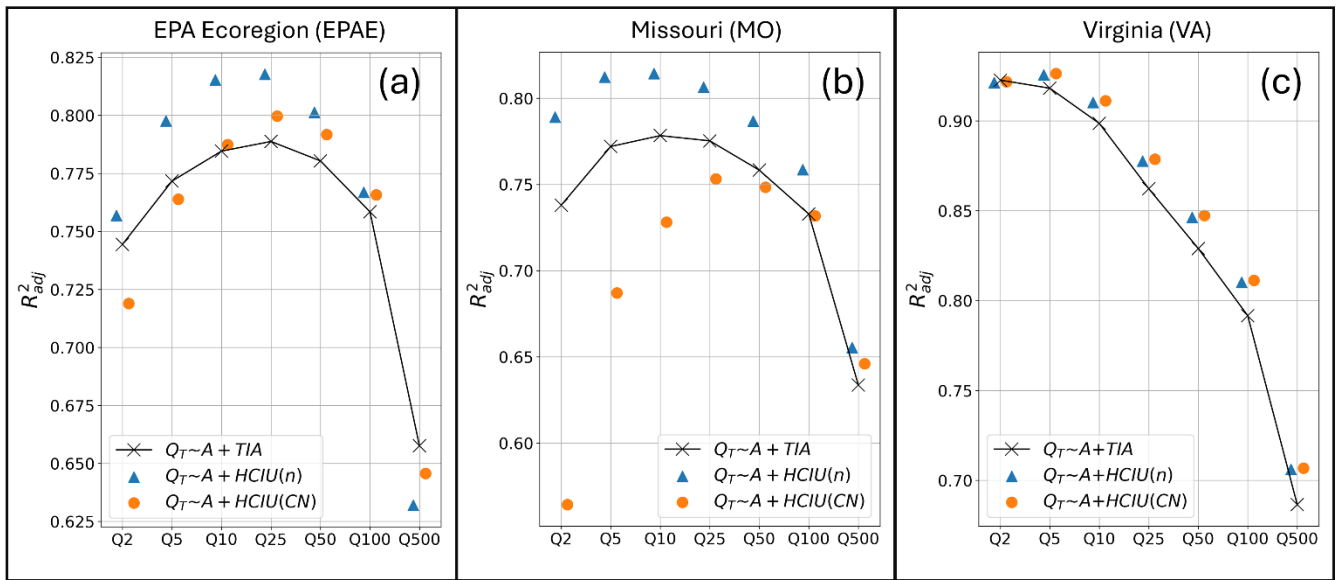 EPA Ecoregion (EPAE)
(a)
0.825
0.800
0.775
0.750
0.725
0.700
0.675
0.650
0.625
R²adj
Q_T~A + TIA
Q_T~A + HCIU(n)
Q_T~A + HCIU(CN)
Q2 Q5 Q10 Q25 Q50 Q100 Q500
Missouri (MO)
(b)
0.80
0.75
0.70
0.65
0.60
R²adj
Q_T~A + TIA
Q_T~A + HCIU(n)
Q_T~A + HCIU(CN)
Q2 Q5 Q10 Q25 Q50 Q100 Q500
Virginia (VA)
(c)
0.90
0.85
0.80
0.75
0.70
R²adj
Q_T~A+TIA
Q_T~A+HCIU(n)
Q_T~A+HCIU(CN)
Q2 Q5 Q10 Q25 Q50 Q100 Q500